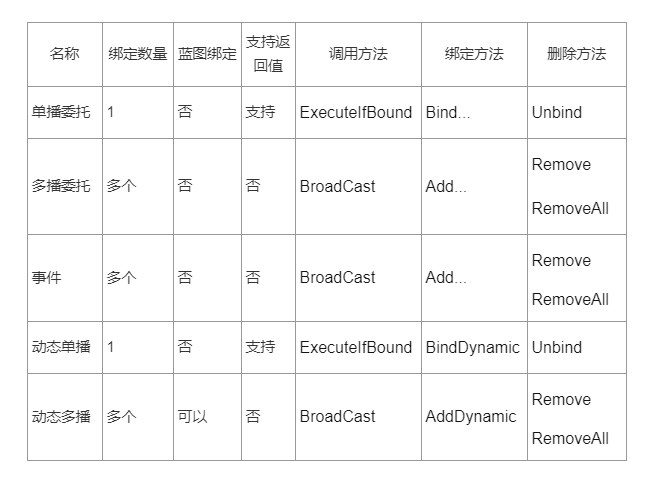 名称 绑定数量 蓝图绑定 支持返回值 调用方法 绑定方法 删除方法
单播委托 1 否 支持 ExecuteIfBound Bind... Unbind
多播委托 多个 否 否 BroadCast Add... Remove
RemoveAll
事件 多个 否 否 BroadCast Add... Remove
RemoveAll
动态单播 1 否 支持 ExecuteIfBound BindDynamic Unbind
动态多播 多个 可以 否 BroadCast AddDynamic Remove
RemoveAll